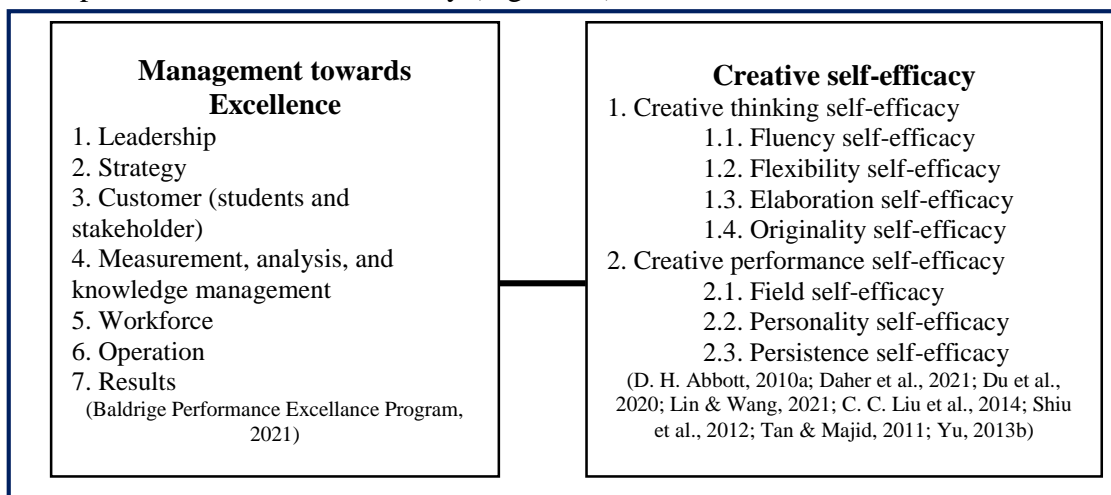 Management towards
Excellence
1. Leadership
2. Strategy
3. Customer (students and
stakeholder)
4. Measurement, analysis, and
knowledge management
5. Workforce
6. Operation
7. Results
(Baldrige Performance Excellance Program,
2021)
Creative self-efficacy
1. Creative thinking self-efficacy
1.1. Fluency self-efficacy
1.2. Flexibility self-efficacy
1.3. Elaboration self-efficacy
1.4. Originality self-efficacy
2. Creative performance self-efficacy
2.1. Field self-efficacy
2.2. Personality self-efficacy
2.3. Persistence self-efficacy
(D. H. Abbott, 2010a; Daher et al., 2021; Du et al.,
2020; Lin & Wang, 2021; C. C. Liu et al., 2014; Shiu
et al., 2012; Tan & Majid, 2011; Yu, 2013b)